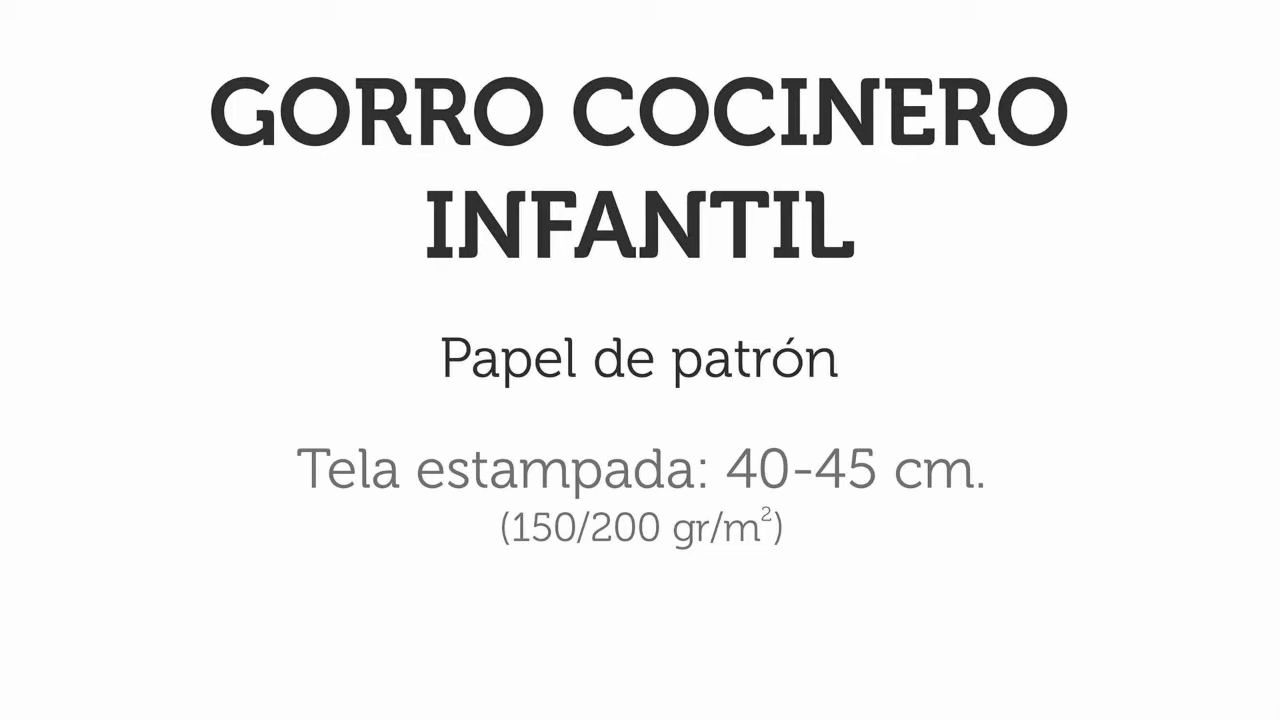 GORRO COCINERO
INFANTIL
Papel de patrón
Tela estampada: 40-45 cm.
(150/200 gr/m²)